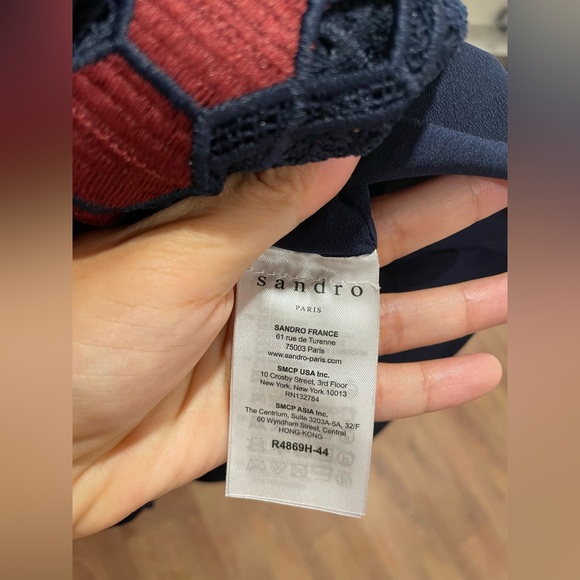 sandro
PARIS
SANDRO FRANCE
61 rue de Turenne
75003 Paris
www.sandro-paris.com
SMCP USA Inc.
10 Crosby Street, 3rd Floor
New York, New York 10013
RN132784
SMCP ASIA Inc.
The Centrium, Suite 3203A-5A, 32/F
60 Wyndham Street, Central
HONG-KONG
R4869H-44